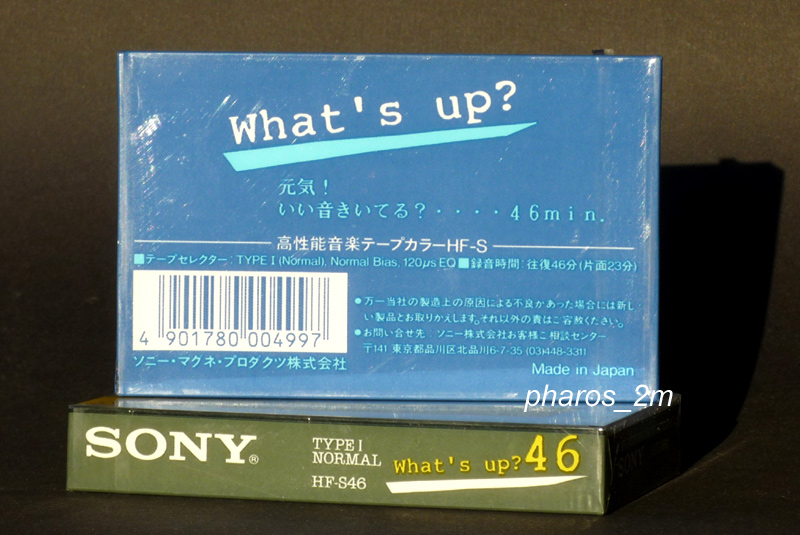 What's up?
元気！
いい音きいてる？・・・・46min.
高性能音楽テープカラーHF-S
■テープセレクター：TYPE I (Normal), Normal Bias, 120μs EQ ■録音時間：往復46分(片面23分)
●万一当社の製造上の原因による不良があった場合には新し
い製品とお取りかえします。それ以外の責はご容赦ください。
●お問い合せ先：ソニー株式会社お客様ご相談センター
〒141 東京都品川区北品川6-7-35 (03)448-3311
4 901780 004997
ソニー・マグネ・プロダクツ株式会社
Made in Japan
pharos_2m
SONY®
TYPE I
NORMAL
HF-S46
What's up? 46